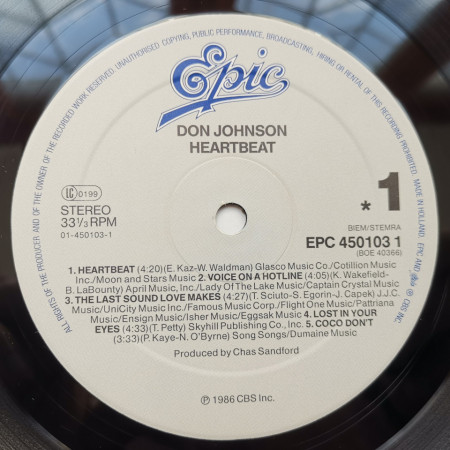 ALL RIGHTS OF THE PRODUCER AND OF THE OWNER OF THE RECORDED WORK RESERVED. UNAUTHORISED COPYING, PUBLIC PERFORMANCE, BROADCASTING, HIRING OR RENTAL OF THIS RECORDING PROHIBITED. MADE IN HOLLAND. EPIC AND
CBS INC.
Epic
DON JOHNSON
HEARTBEAT
LC 0199
STEREO
33 1/3 RPM
01-450103-1
* 1
BIEM/STEMRA
EPC 450103 1
(BOE 40366)
1. HEARTBEAT (4:20)(E. Kaz-W. Waldman) Glasco Music Co./Cotillion Music
Inc./Moon and Stars Music 2. VOICE ON A HOTLINE (4:05)(K. Wakefield-
B. LaBounty) April Music, Inc./Lady Of The Lake Music/Captain Crystal Music
3. THE LAST SOUND LOVE MAKES (4:27)(T. Sciuto-S. Egorin-J. Capek) J.J.C.
Music/UniCity Music Inc./Famous Music Corp./Flight One Music/Pattriana
Music/Ensign Music/Isher Music/Eggsak Music 4. LOST IN YOUR
EYES (4:33)(T. Petty) Skyhill Publishing Co., Inc. 5. COCO DON'T
(3:33)(P. Kaye-N. O'Byrne) Song Songs/Dumaine Music
Produced by Chas Sandford
℗ 1986 CBS Inc.